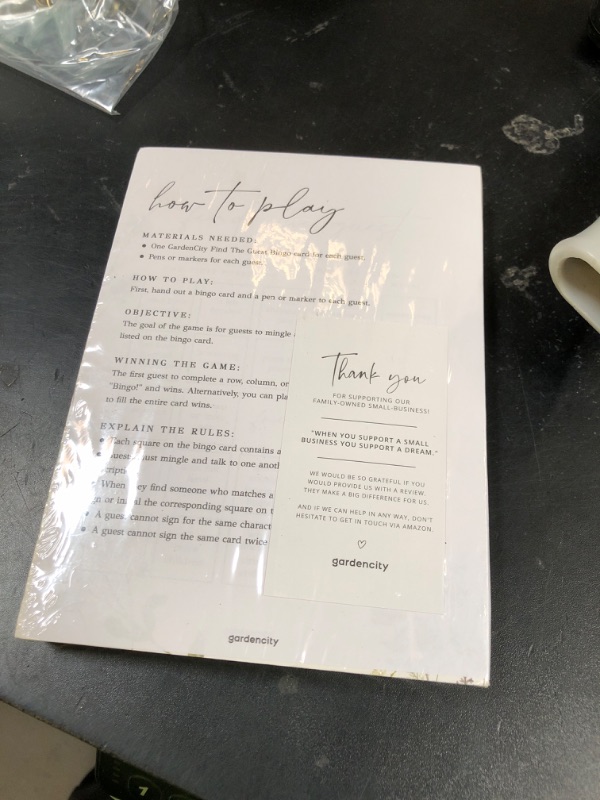 how to play
MATERIALS NEEDED:
• One GardenCity Find The Guest Bingo card for each guest.
• Pens or markers for each guest.
HOW TO PLAY:
First, hand out a bingo card and a pen or marker to each guest.
OBJECTIVE:
The goal of the game is for guests to mingle
listed on the bingo card.
WINNING THE GAME:
The first guest to complete a row, column, or
"Bingo!" and wins. Alternatively, you can pla
to fill the entire card wins.
EXPLAIN THE RULES:
• Each square on the bingo card contains a
must mingle and talk to one anot
• When they find someone who matches a
the corresponding square on t
• A guest cannot sign for the same charact
• A guest cannot sign the same card twice
gardencity
Thank you
FOR SUPPORTING OUR
FAMILY-OWNED SMALL-BUSINESS!
"WHEN YOU SUPPORT A SMALL
BUSINESS YOU SUPPORT A DREAM."
WE WOULD BE SO GRATEFUL IF YOU
WOULD PROVIDE US WITH A REVIEW.
THEY MAKE A BIG DIFFERENCE FOR US.
AND IF WE CAN HELP IN ANY WAY, DON'T
HESITATE TO GET IN TOUCH VIA AMAZON.
gardencity
1